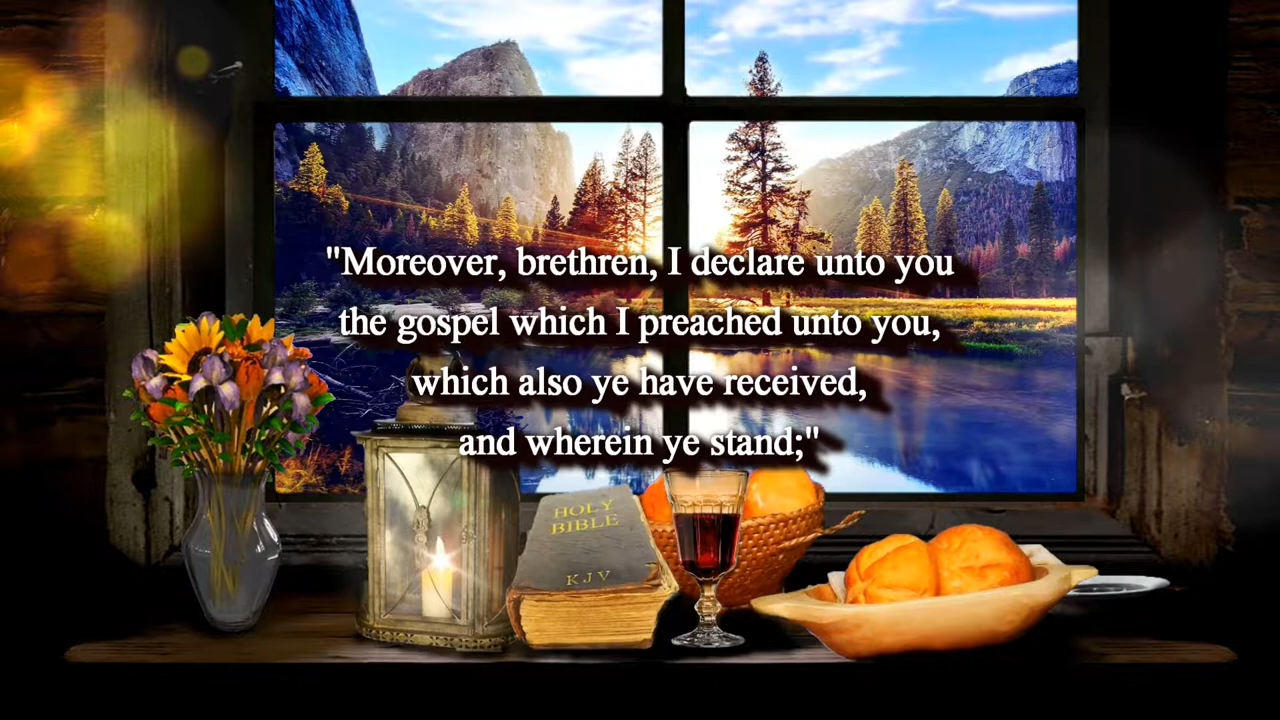 "Moreover, brethren, I declare unto you
the gospel which I preached unto you,
which also ye have received,
and wherein ye stand;"
HOLY
BIBLE
KJV